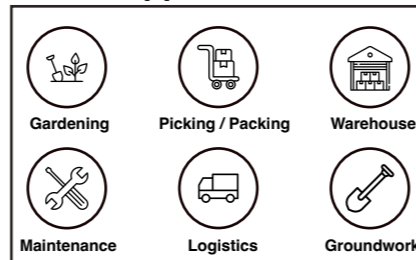 Gardening
Picking / Packing
Warehouse
Maintenance
Logistics
Groundwork